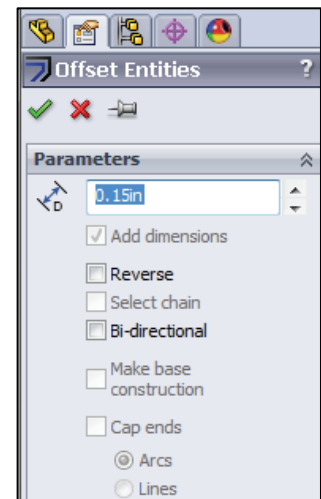 Offset Entities ?
Parameters
D
0.15in
Add dimensions
Reverse
Select chain
Bi-directional
Make base
construction
Cap ends
Arcs
Lines